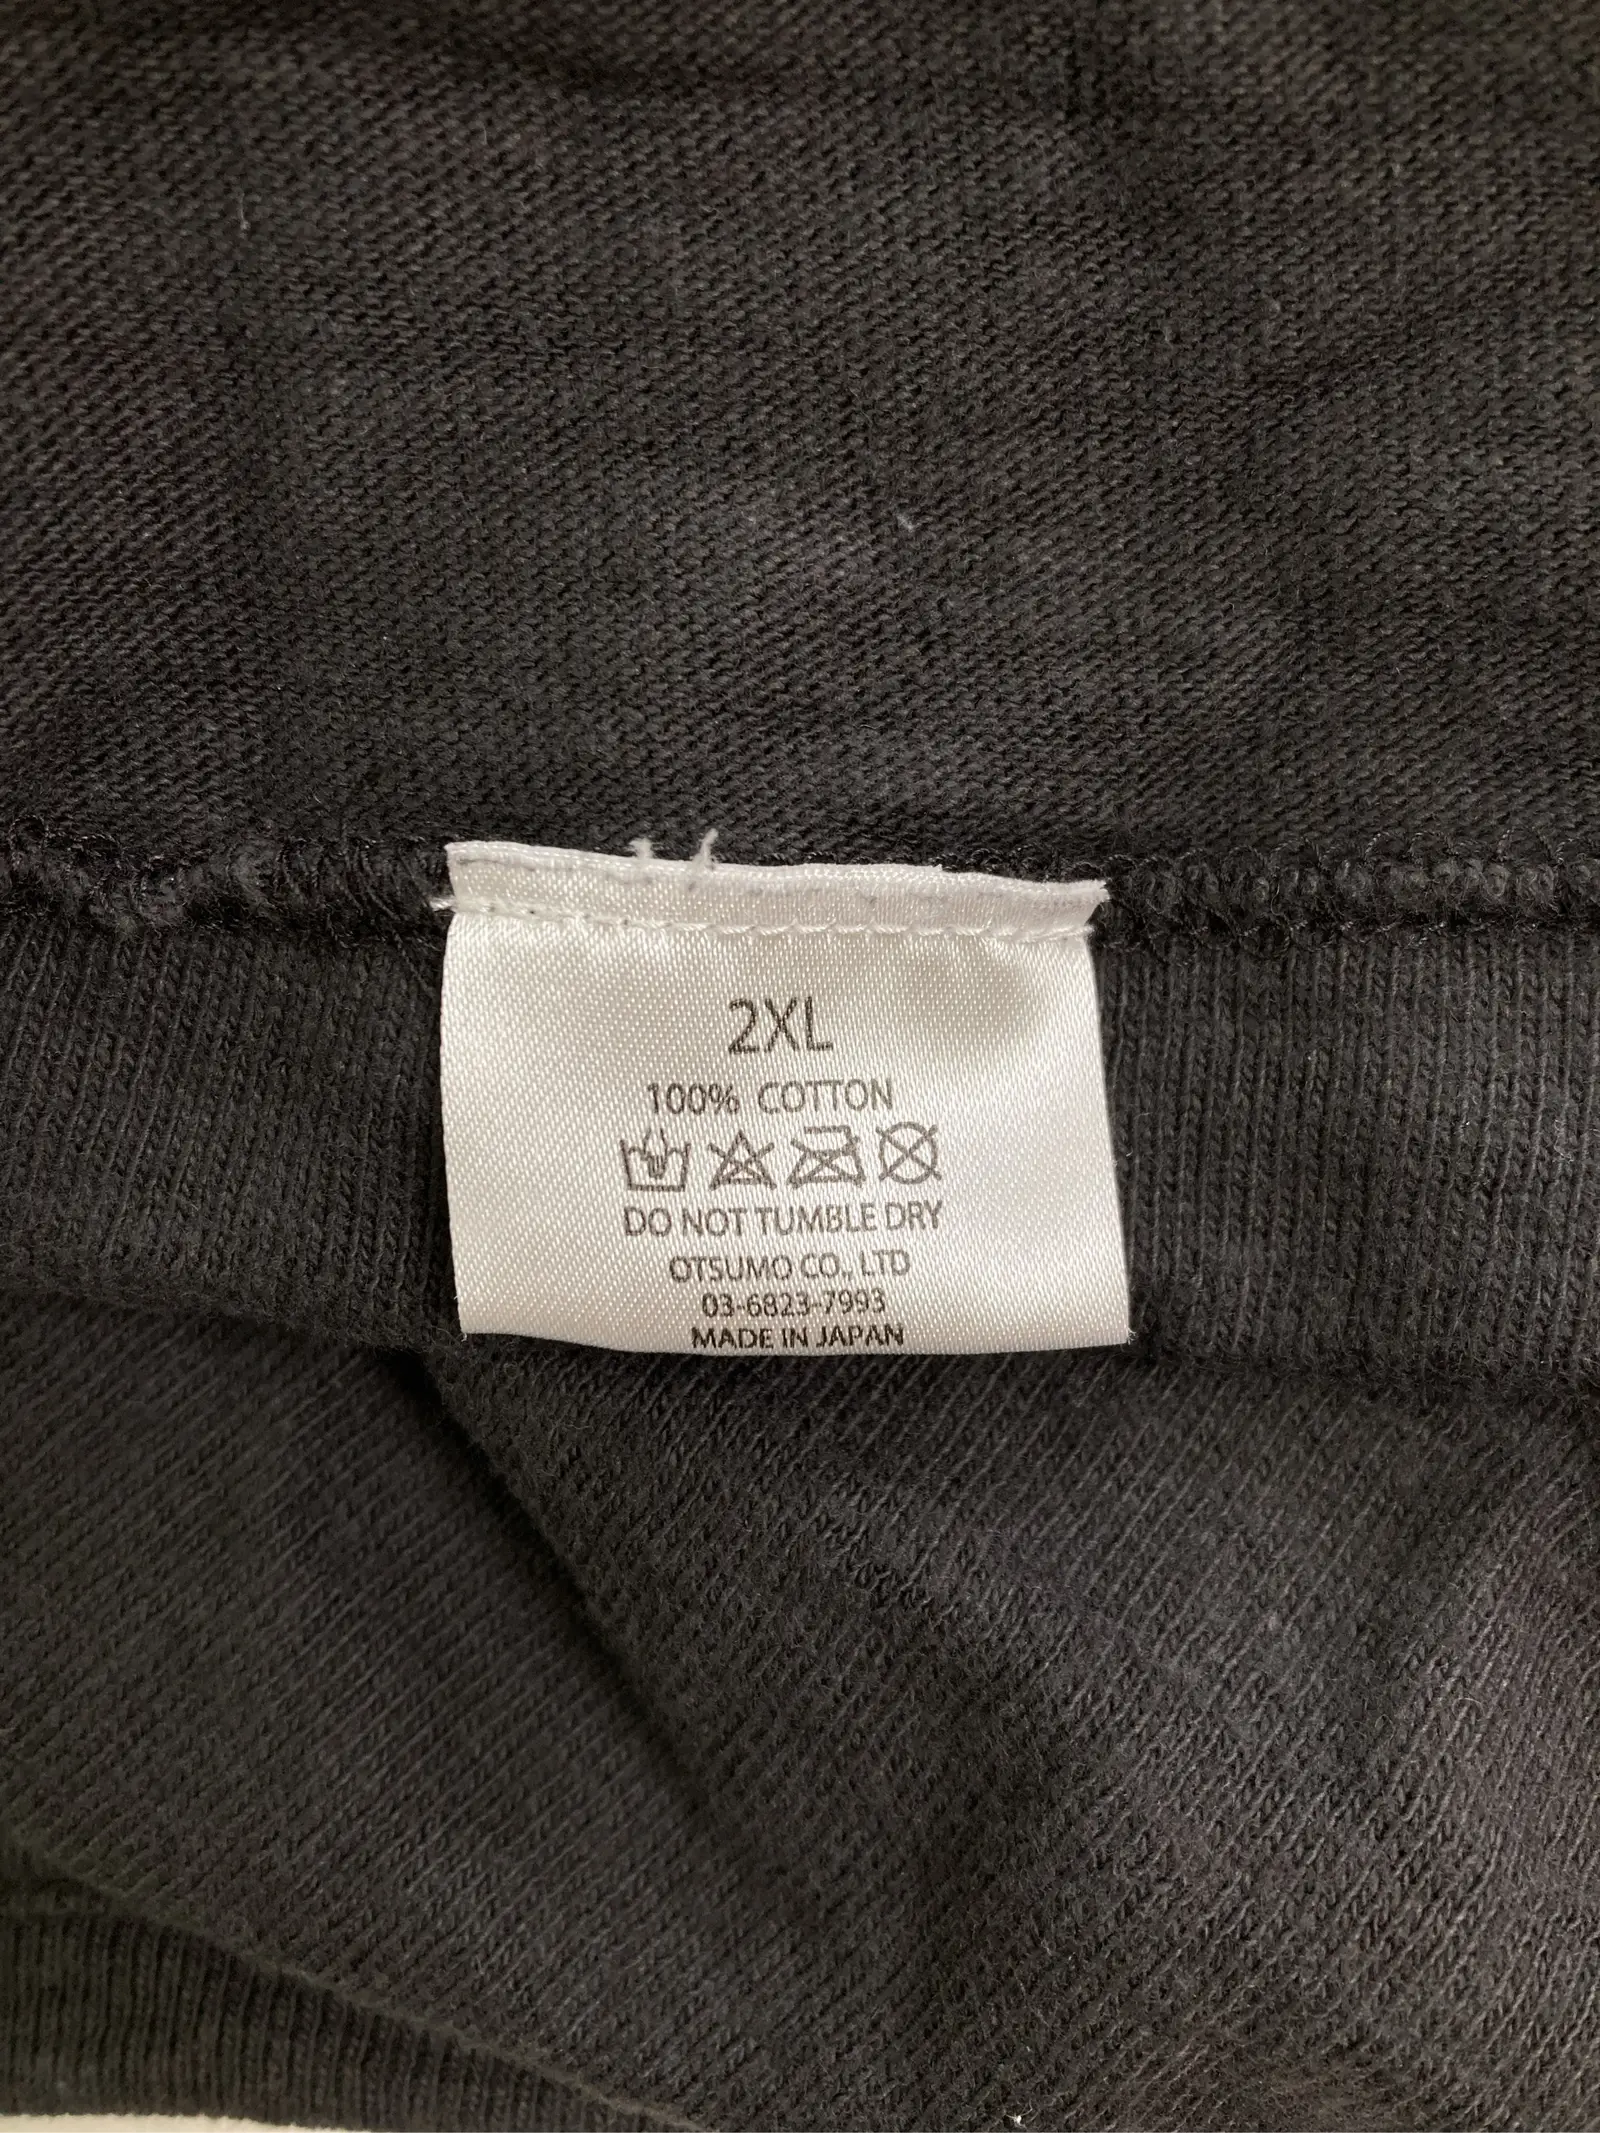 2XL
100% COTTON
DO NOT TUMBLE DRY
OTSUMO CO., LTD
03-6823-7993
MADE IN JAPAN